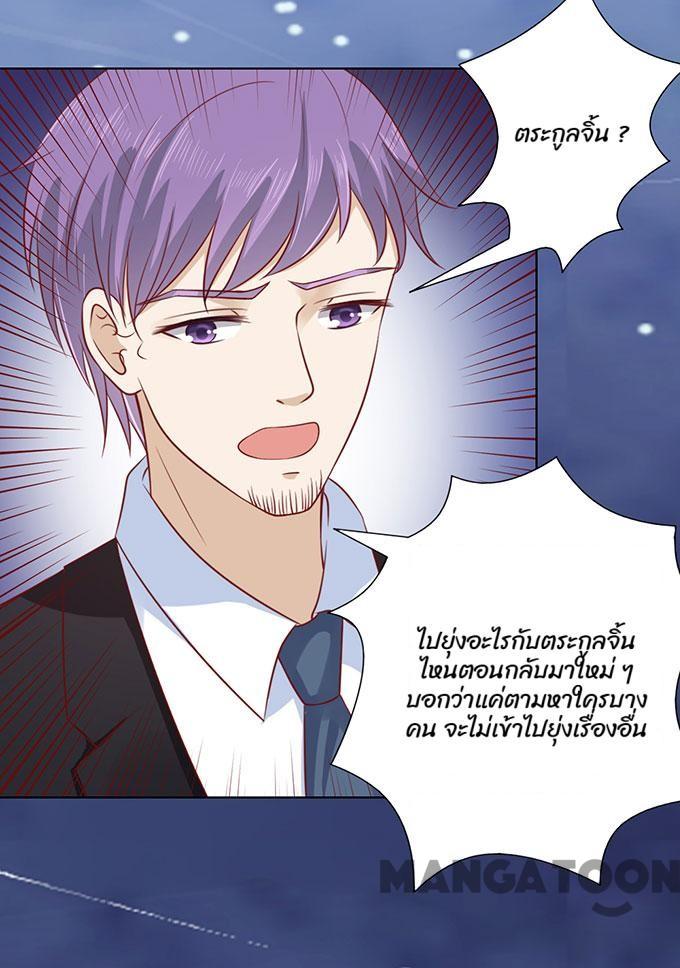 ตระกูลจิ้น ?
ไปยุ่งอะไรกับตระกูลจิ้น
ไหนตอนกลับมาใหม่ ๆ
บอกว่าแค่ตามหาใครบาง
คน จะไม่เข้าไปยุ่งเรื่องอื่น
MANGATOON